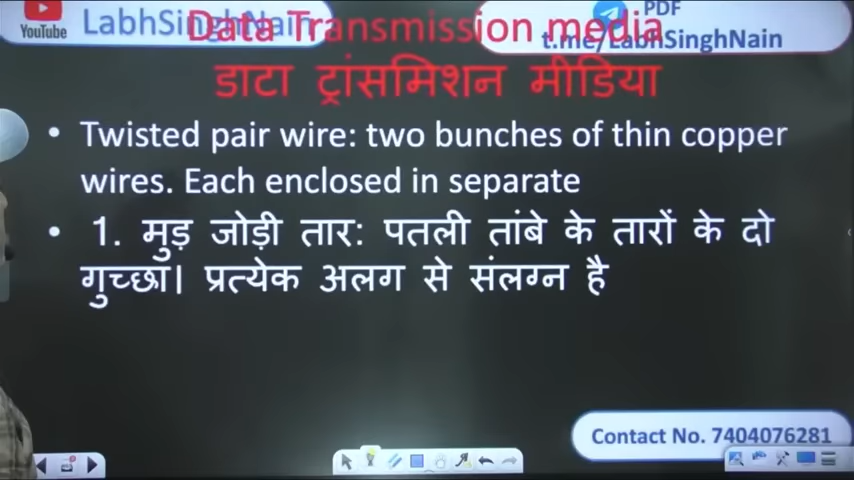 YouTube
LabhSinghNain
PDF
t.me/LabhSinghNain
Data Transmission media
डाटा ट्रांसमिशन मीडिया
• Twisted pair wire: two bunches of thin copper
wires. Each enclosed in separate
• 1. मुड़ जोड़ी तार: पतली तांबे के तारों के दो
गुच्छा। प्रत्येक अलग से संलग्न है
Contact No. 7404076281